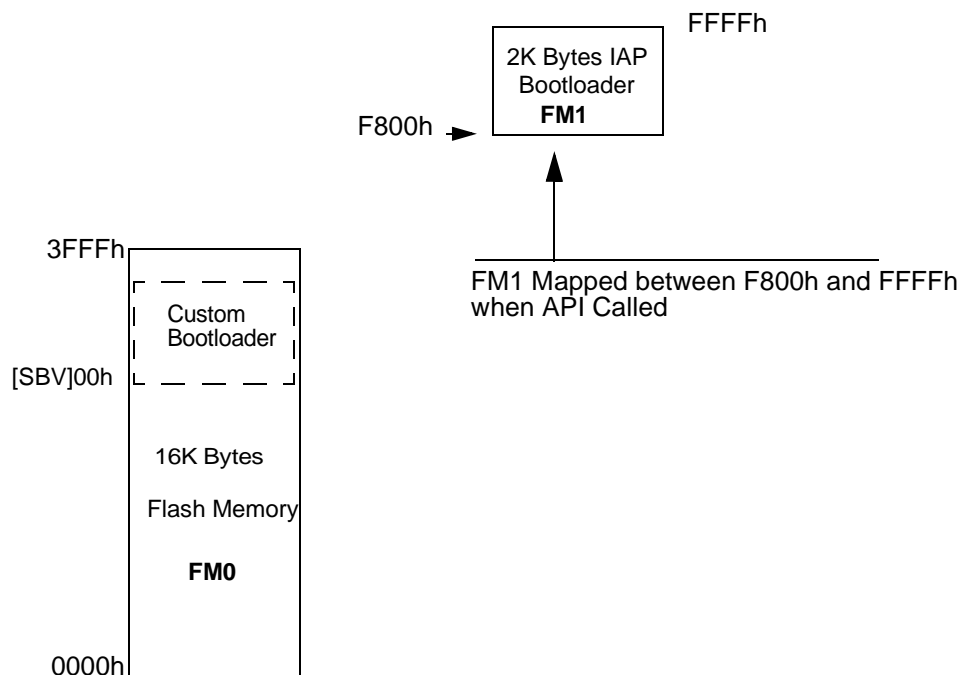 FFFFh
2K Bytes IAP
Bootloader
FM1
F800h
3FFFh
FM1 Mapped between F800h and FFFFh
when API Called
Custom
Bootloader
[SBV]00h
16K Bytes
Flash Memory
FM0
0000h